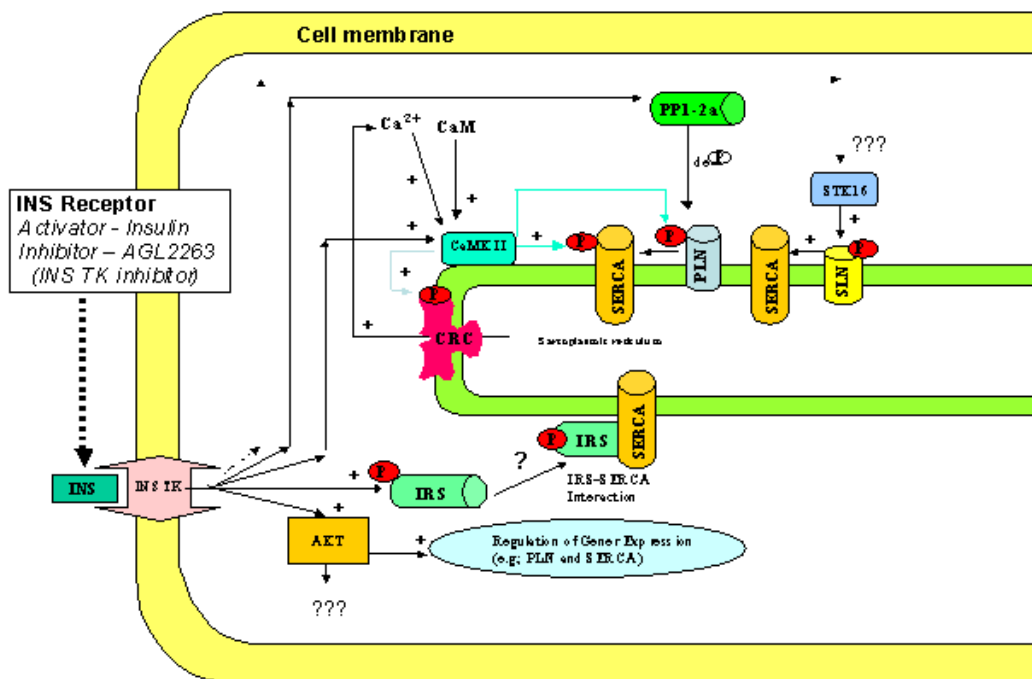 Cell membrane
PP1-2a
Ca2+
CaM
de P
???
STK16
INS Receptor
Activator - Insulin
Inhibitor – AGL2263
(INS TK inhibitor)
+
+
+
+
+
+
CaMKII
P
P
P
SERCA
PLN
SERCA
SLN
+
P
+
CRC
Sarcoplasmic reticulum
SERCA
P
IRS
?
IRS-SERCA
Interaction
INS
INS TK
P
+
IRS
+
AKT
+
Regulation of Gener Expression
(e.g; PLN and SERCA)
???